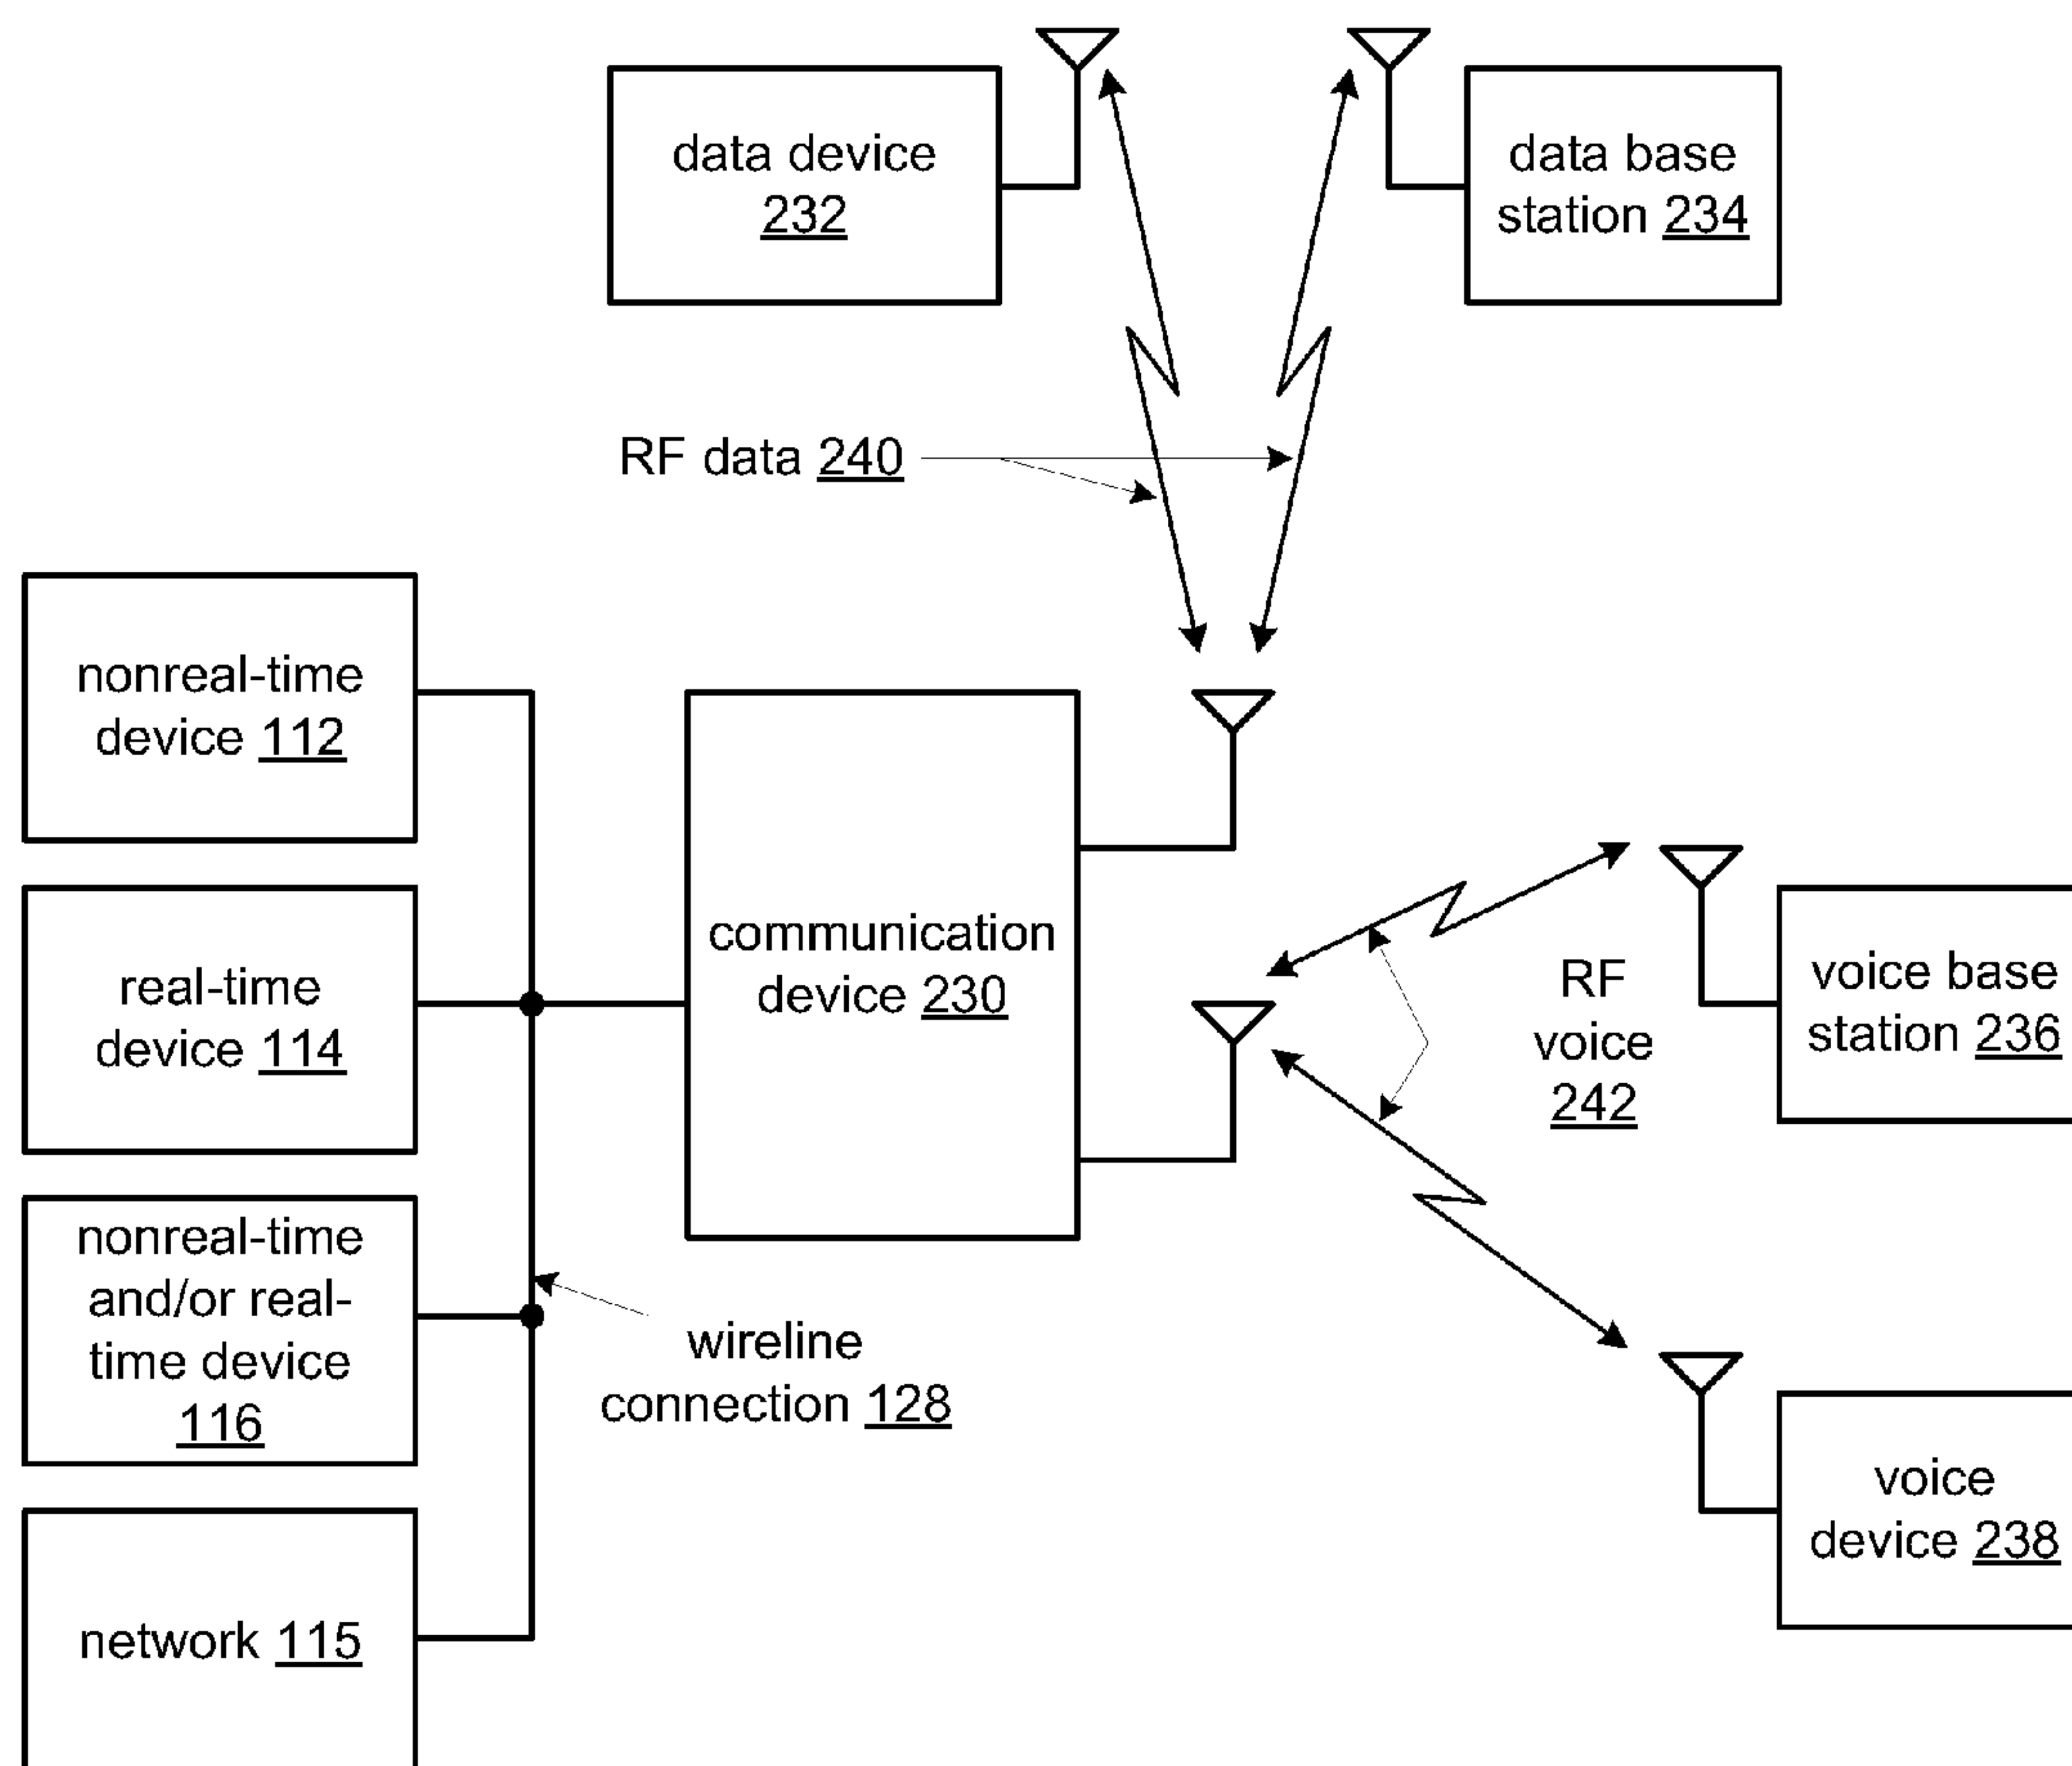 data device
232
data base
station 234
RF data 240
nonreal-time
device 112
real-time
device 114
nonreal-time
and/or real-
time device
116
network 115
wireline
connection 128
communication
device 230
RF
voice
242
voice base
station 236
voice
device 238